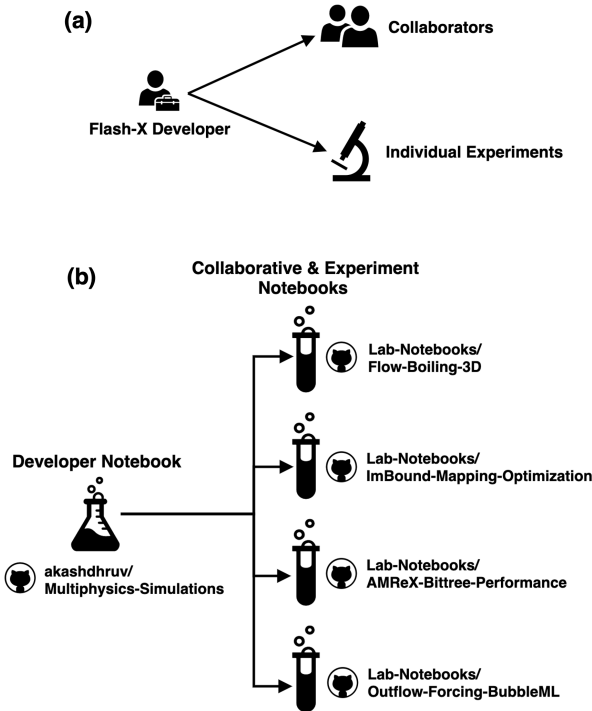 (a)
Collaborators
Flash-X Developer
Individual Experiments
(b)
Collaborative & Experiment
Notebooks
Lab-Notebooks/
Flow-Boiling-3D
Developer Notebook
Lab-Notebooks/
ImBound-Mapping-Optimization
akashdhruv/
Multiphysics-Simulations
Lab-Notebooks/
AMReX-Bittree-Performance
Lab-Notebooks/
Outflow-Forcing-BubbleML